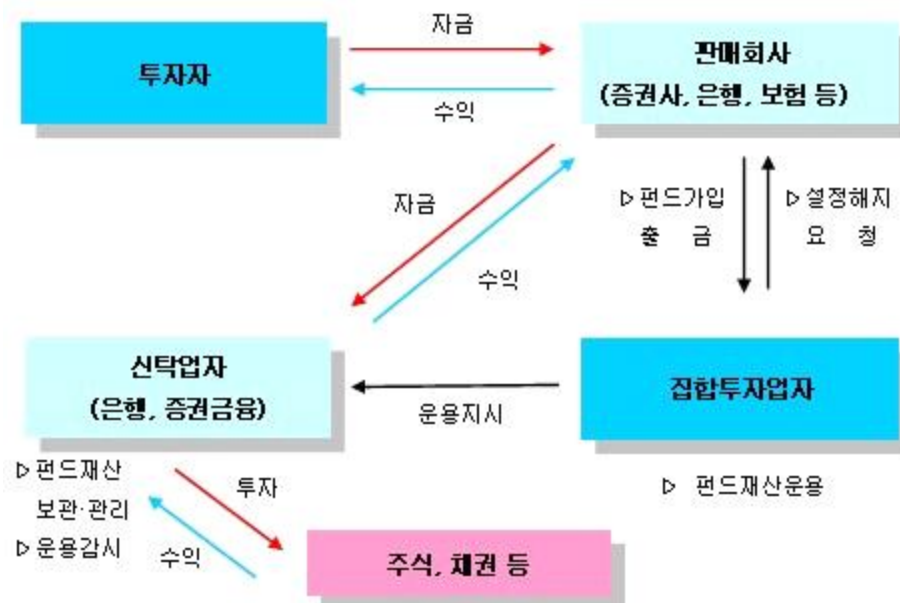 자금
투자자
판매회사
(증권사, 은행, 보험 등)
수익
자금
수익
▷펀드가입
출 금
▷설정해지
요 청
신탁업자
(은행, 증권금융)
운용지시
집합투자업자
▷펀드재산
보관·관리
▷운용감시
투자
수익
▷ 펀드재산운용
주식, 채권 등